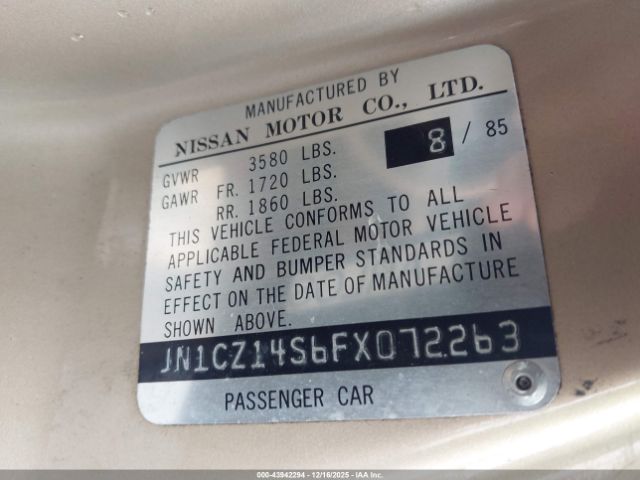 MANUFACTURED BY
NISSAN MOTOR CO., LTD.
GVWR 3580 LBS. 8 / 85
GAWR FR. 1720 LBS.
RR. 1860 LBS.
THIS VEHICLE CONFORMS TO ALL
APPLICABLE FEDERAL MOTOR VEHICLE
SAFETY AND BUMPER STANDARDS IN
EFFECT ON THE DATE OF MANUFACTURE
SHOWN ABOVE.
JN1CZ14S6FX072263
PASSENGER CAR
000-43942294 - 12/16/2025 - IAA Inc.